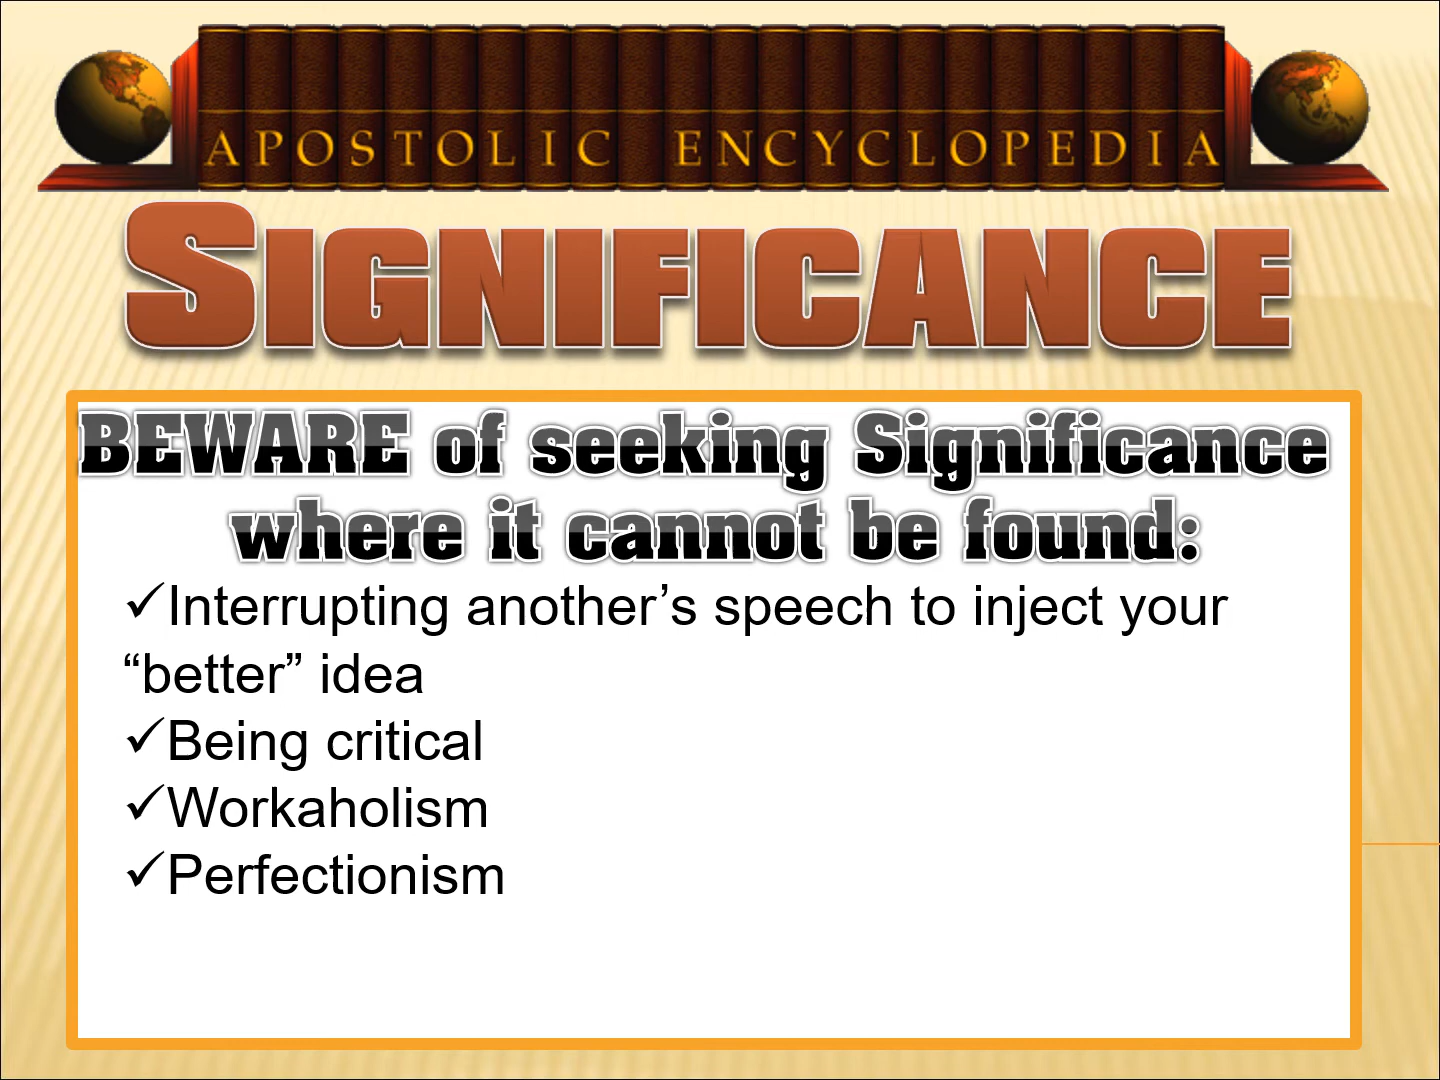 APOSTOLIC ENCYCLOPEDIA
SIGNIFICANCE
BEWARE of seeking Significance
where it cannot be found:
✓Interrupting another’s speech to inject your
“better” idea
✓Being critical
✓Workaholism
✓Perfectionism